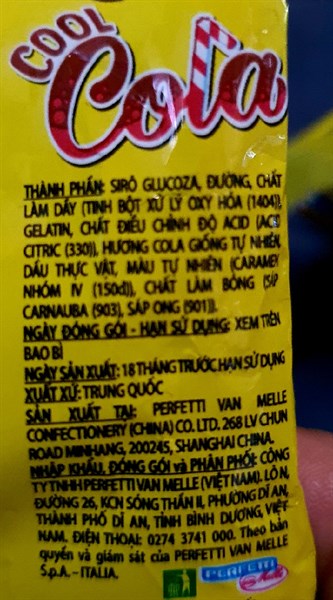 COOL
Cola
THÀNH PHẦN: SIRÔ GLUCOZA, ĐƯỜNG, CHẤT
LÀM DÀY (TINH BỘT XỬ LÝ OXY HÓA (1404)),
GELATIN, CHẤT ĐIỀU CHỈNH ĐỘ ACID (ACID
CITRIC (330)), HƯƠNG COLA GIỐNG TỰ NHIÊN,
DẦU THỰC VẬT, MÀU TỰ NHIÊN (CARAMEN
NHÓM IV (150d)), CHẤT LÀM BÓNG (SÁP
CARNAUBA (903), SÁP ONG (901)).
NGÀY ĐÓNG GÓI - HẠN SỬ DỤNG: XEM TRÊN
BAO BÌ
NGÀY SẢN XUẤT: 18 THÁNG TRƯỚC HẠN SỬ DỤNG
XUẤT XỨ: TRUNG QUỐC
SẢN XUẤT TẠI: PERFETTI VAN MELLE
CONFECTIONERY (CHINA) CO. LTD. 268 LV CHUN
ROAD MINHANG, 200245, SHANGHAI CHINA.
NHẬP KHẨU, ĐÓNG GÓI và PHÂN PHỐI: CÔNG
TY TNHH PERFETTI VAN MELLE (VIỆT NAM). LÔ N,
ĐƯỜNG 26, KCN SÓNG THẦN II, PHƯỜNG DĨ AN,
THÀNH PHỐ DĨ AN, TỈNH BÌNH DƯƠNG, VIỆT
NAM. ĐIỆN THOẠI: 0274 3741 000. Theo bản
quyền và giám sát của PERFETTI VAN MELLE
S.p.A. - ITALIA.
PERFETTI
Van Melle